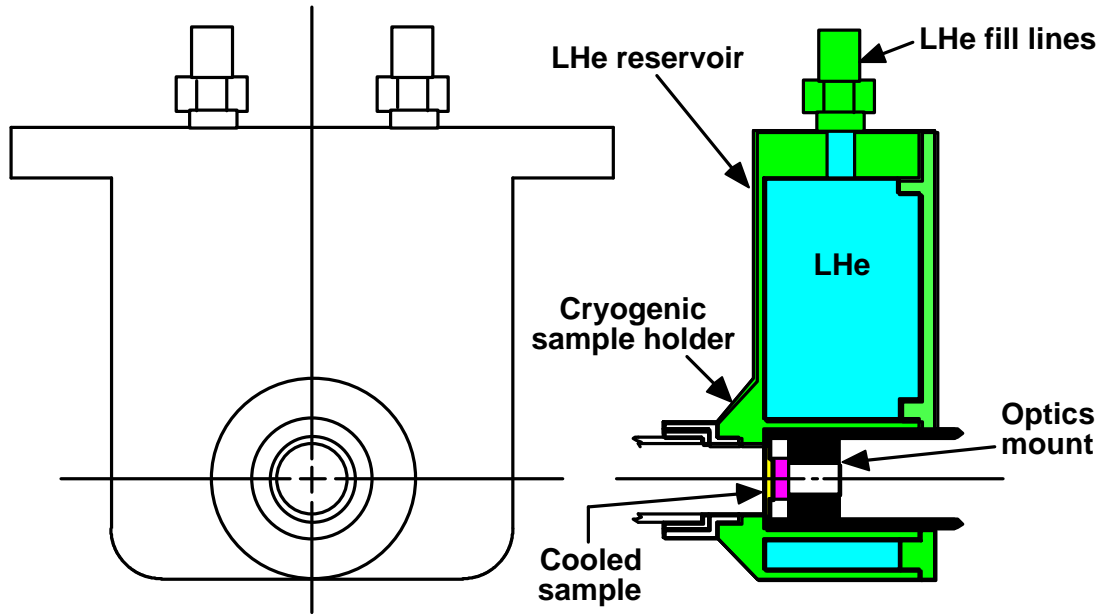 LHe fill lines
LHe reservoir
LHe
Cryogenic
sample holder
Optics
mount
Cooled
sample